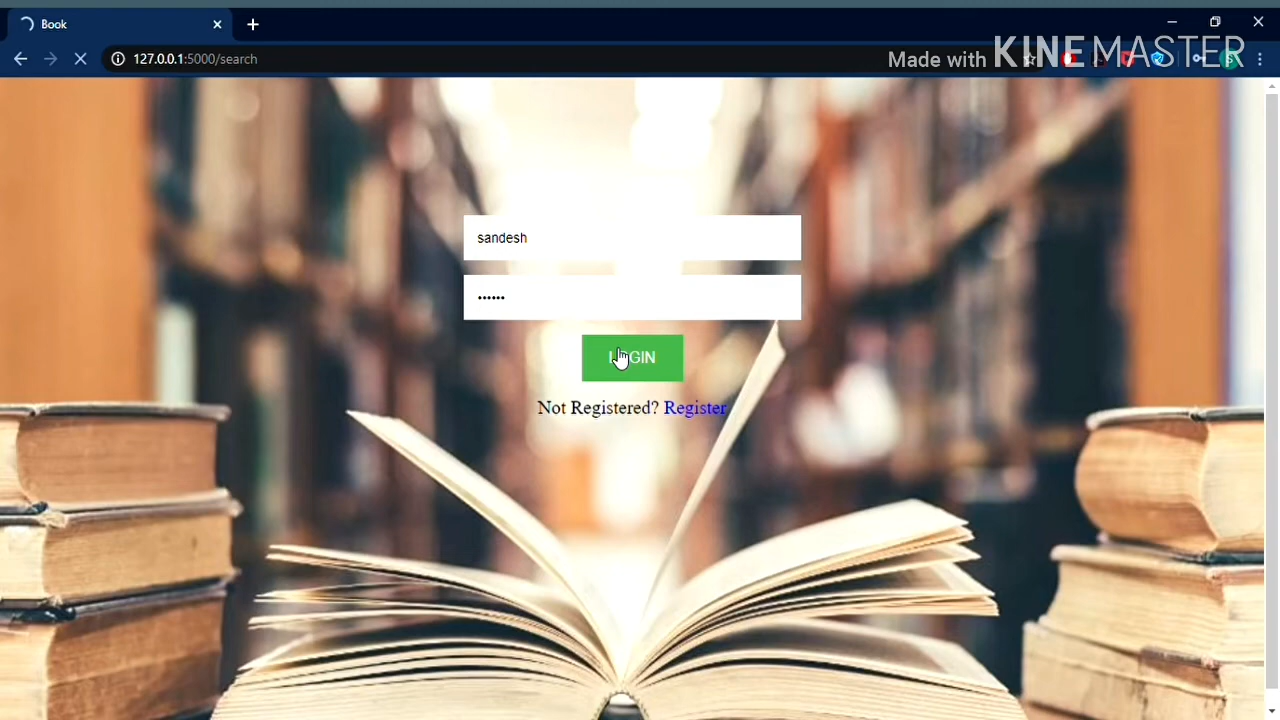 Book
127.0.0.1:5000/search
Made with KINEMASTER
sandesh
••••••
LOGIN
Not Registered? Register